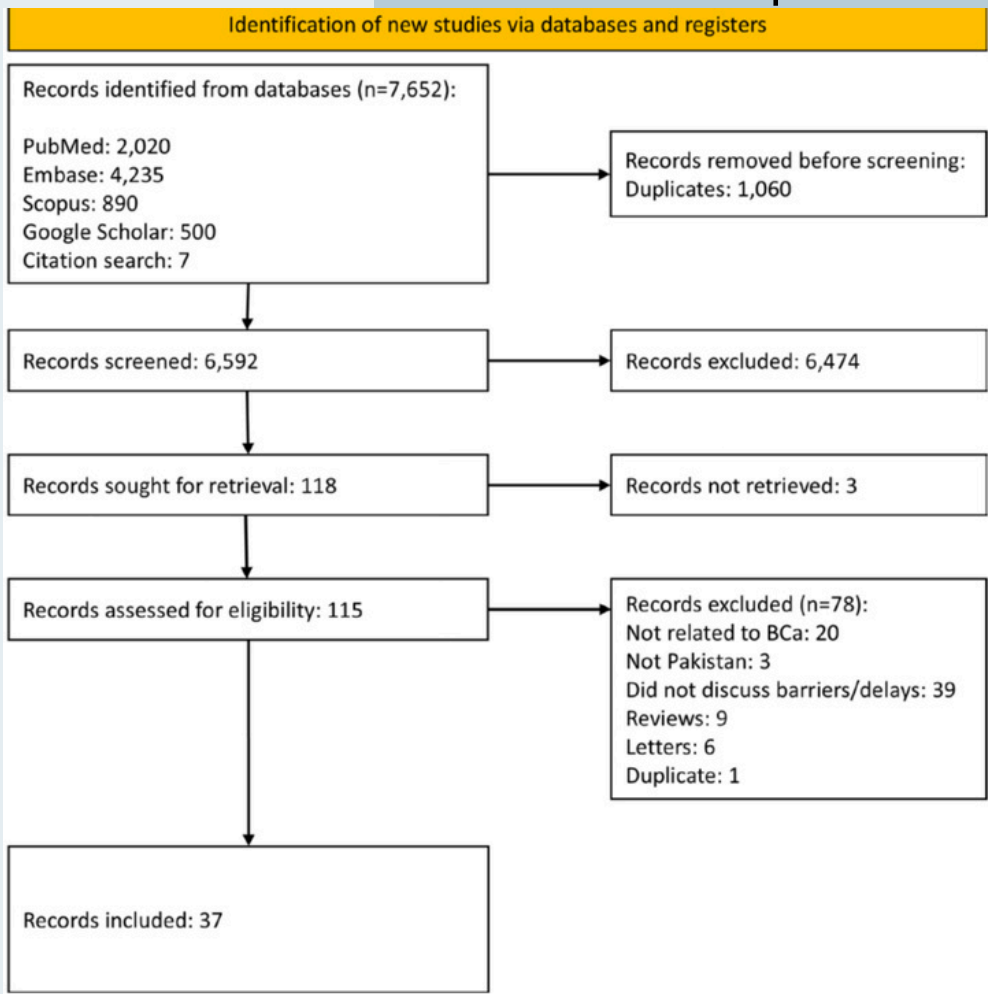 Identification of new studies via databases and registers
Records identified from databases (n=7,652):
PubMed: 2,020
Embase: 4,235
Scopus: 890
Google Scholar: 500
Citation search: 7
Records removed before screening:
Duplicates: 1,060
Records screened: 6,592
Records excluded: 6,474
Records sought for retrieval: 118
Records not retrieved: 3
Records assessed for eligibility: 115
Records excluded (n=78):
Not related to BCa: 20
Not Pakistan: 3
Did not discuss barriers/delays: 39
Reviews: 9
Letters: 6
Duplicate: 1
Records included: 37